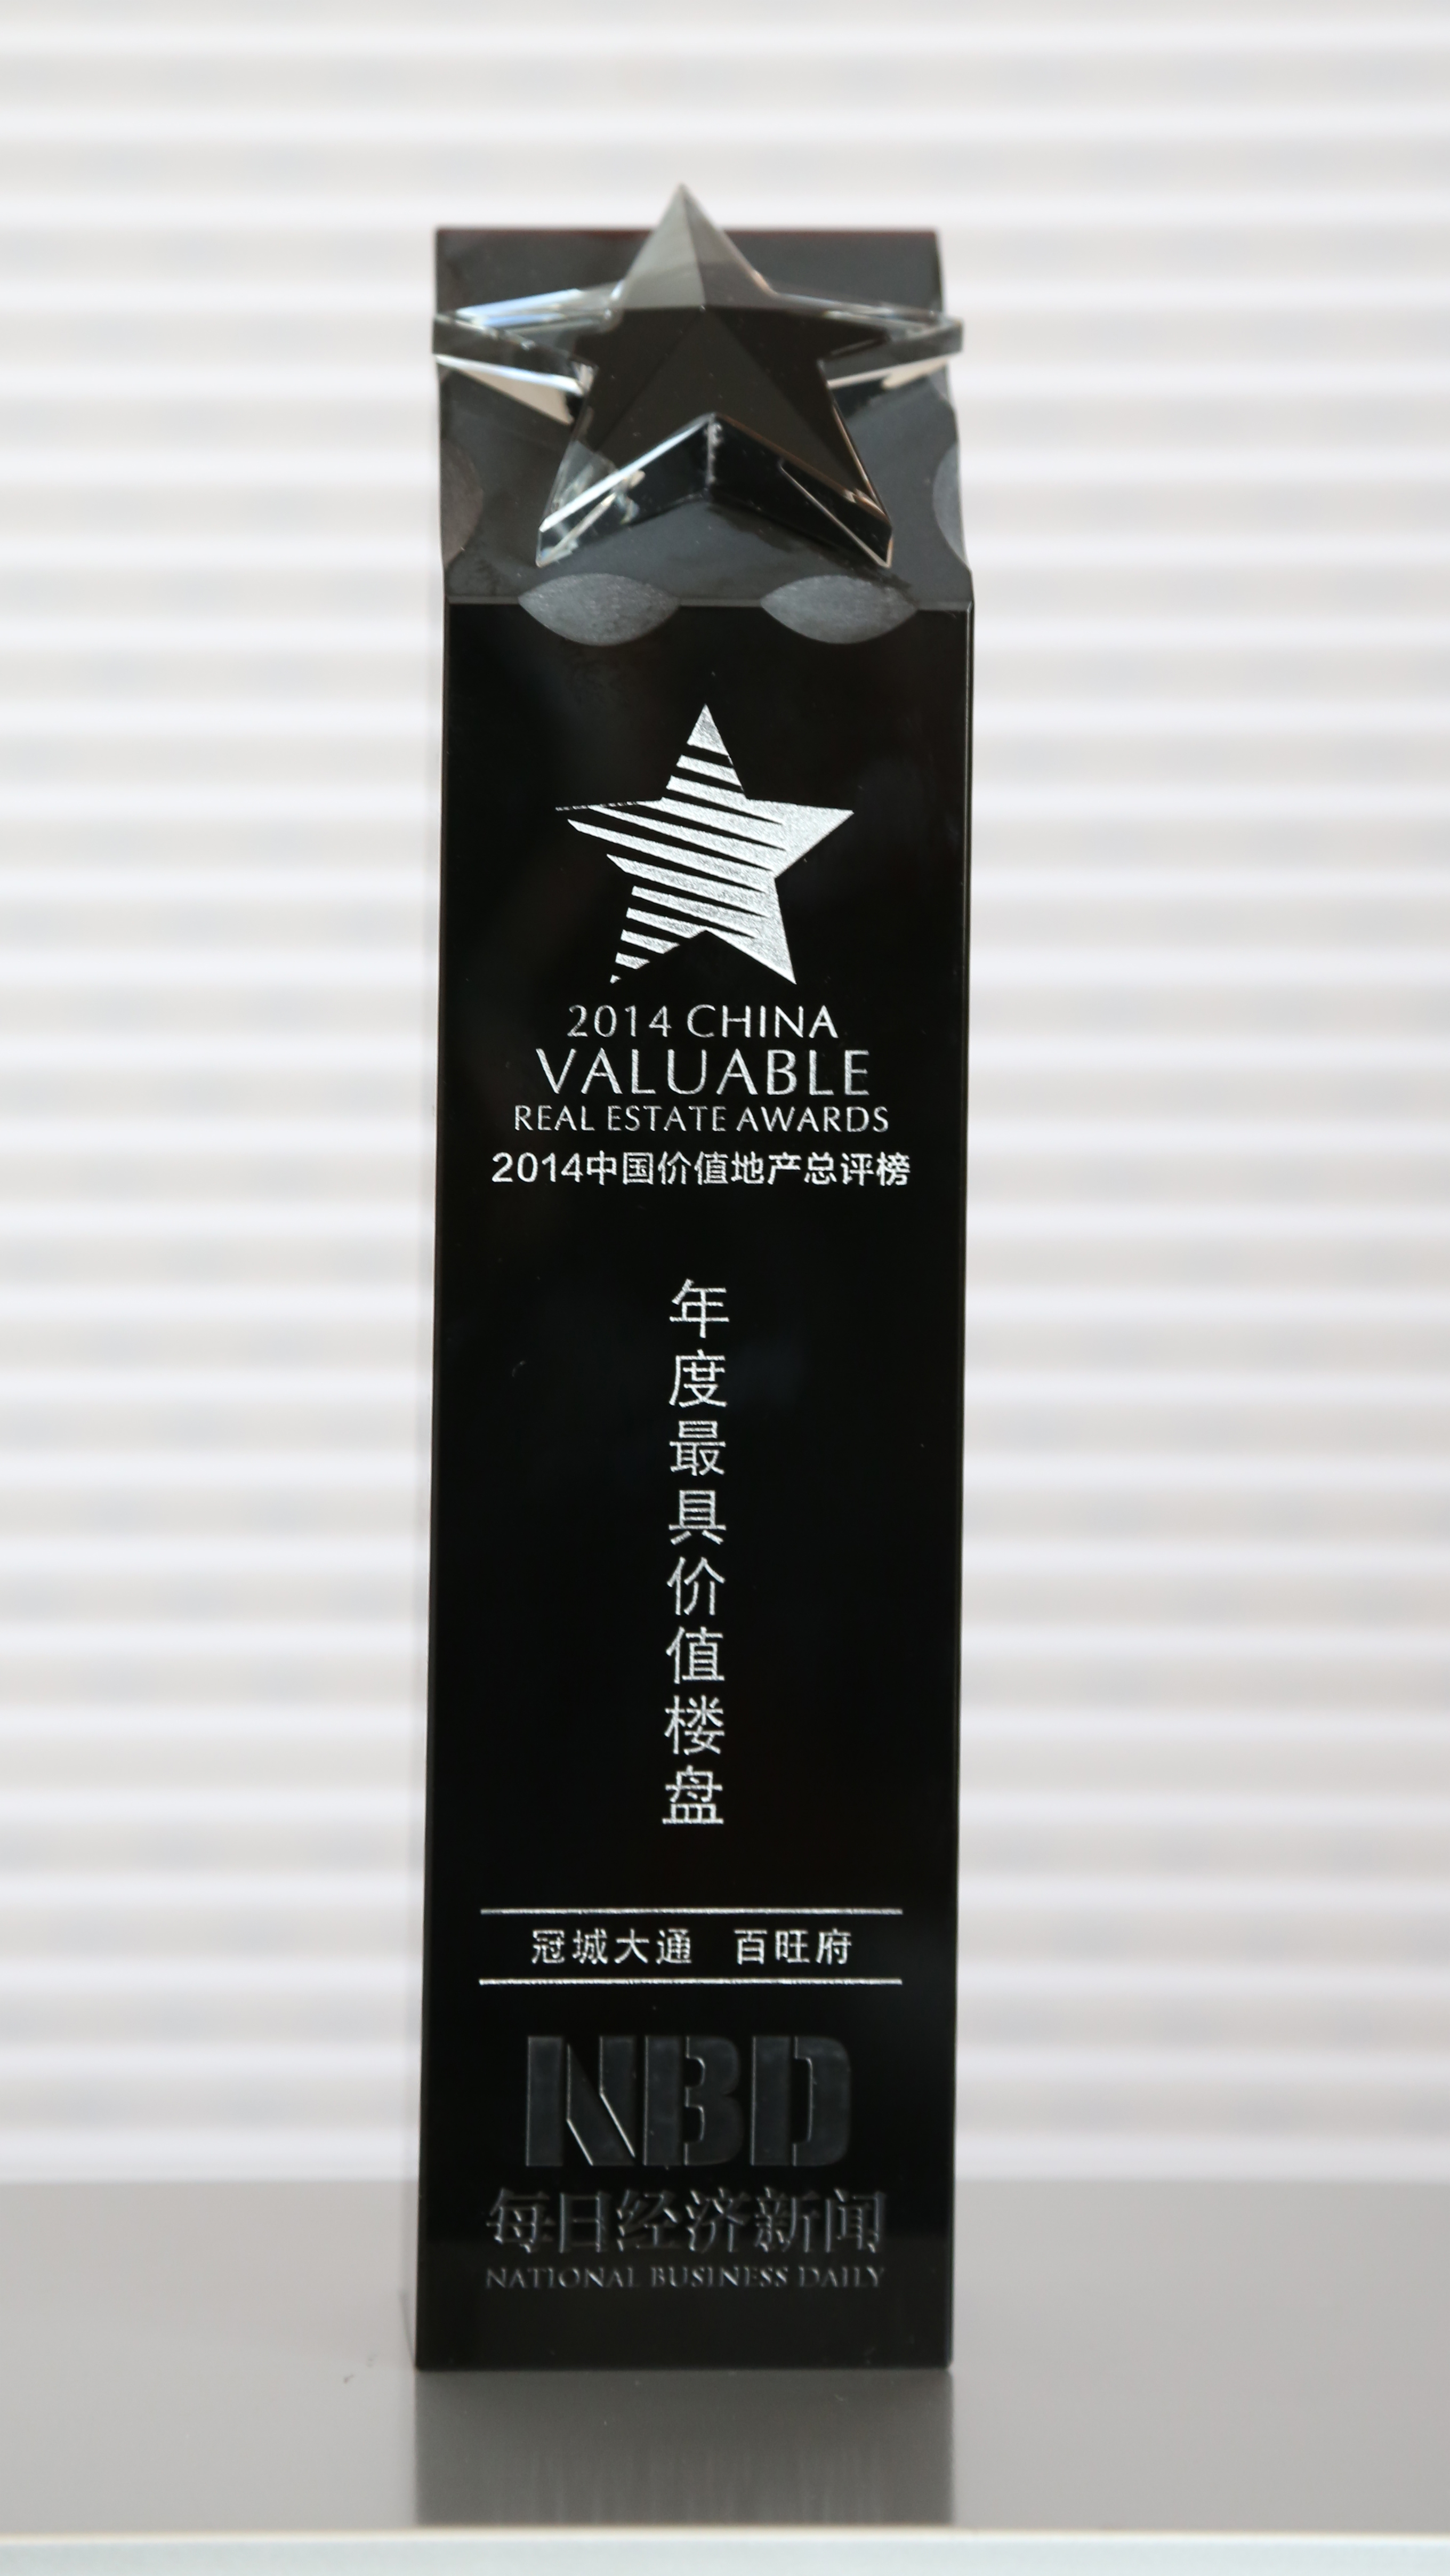 2014 CHINA
VALUABLE
REAL ESTATE AWARDS
2014中国价值地产总评榜
年度最具价值楼盘
冠城大通 百旺府
NBD
每日经济新闻
NATIONAL BUSINESS DAILY